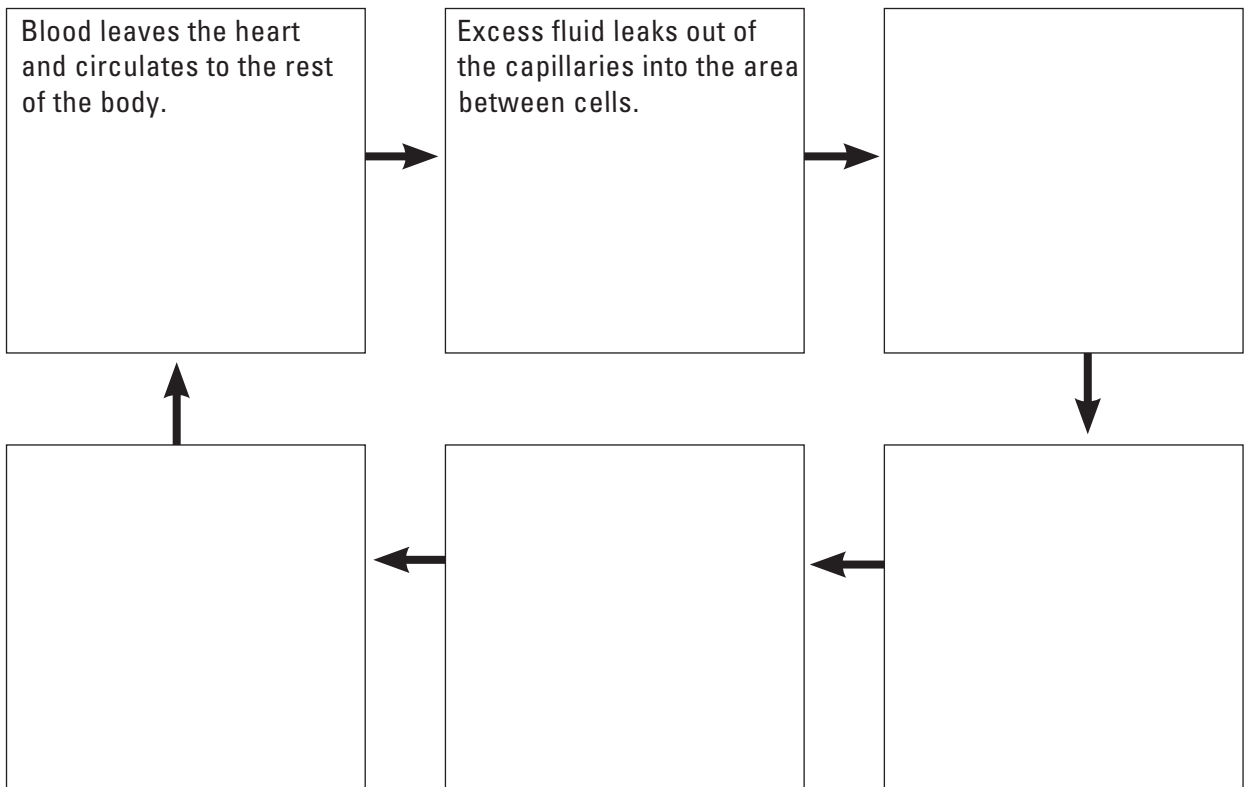 Blood leaves the heart
and circulates to the rest
of the body.
Excess fluid leaks out of
the capillaries into the area
between cells.